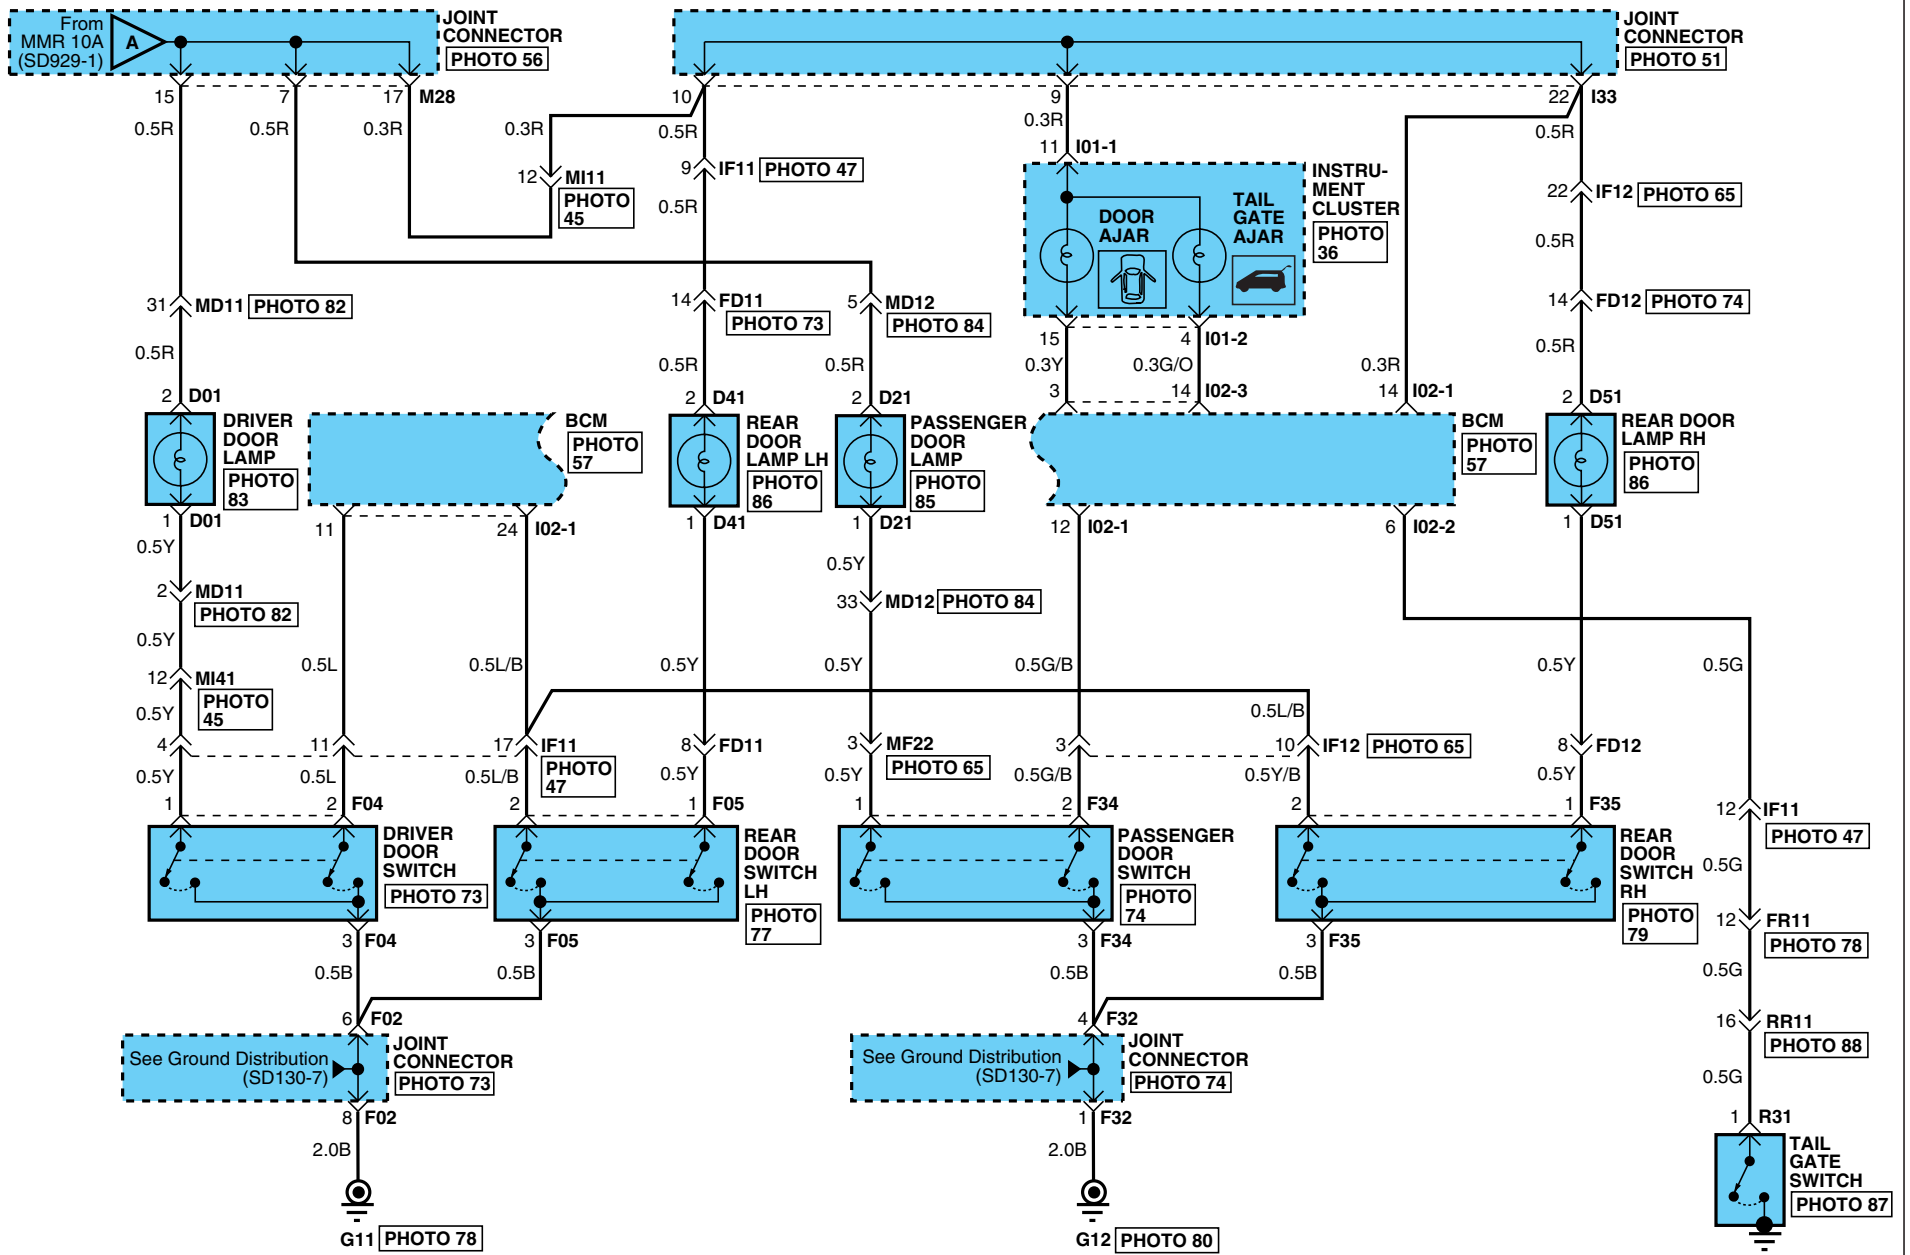 From
MMR 10A
(SD929-1)
A
JOINT
CONNECTOR
PHOTO 56
JOINT
CONNECTOR
PHOTO 51
15
7
17
M28
10
9
22
I33
0.5R
0.5R
0.3R
0.3R
0.5R
0.3R
0.5R
12
MI11
PHOTO
45
9
IF11
PHOTO 47
0.5R
11
I01-1
DOOR
AJAR
TAIL
GATE
AJAR
INSTRU-
MENT
CLUSTER
PHOTO
36
22
IF12
PHOTO 65
0.5R
31
MD11
PHOTO 82
14
FD11
PHOTO 73
5
MD12
PHOTO 84
14
FD12
PHOTO 74
15
4
I01-2
0.5R
0.5R
0.5R
0.3Y
0.3G/O
0.3R
0.5R
2
D01
2
D41
2
D21
3
14
I02-3
14
I02-1
2
D51
DRIVER
DOOR
LAMP
PHOTO
83
BCM
PHOTO
57
REAR
DOOR
LAMP LH
PHOTO
86
PASSENGER
DOOR
LAMP
PHOTO
85
BCM
PHOTO
57
REAR DOOR
LAMP RH
PHOTO
86
1
D01
11
24
I02-1
1
D41
1
D21
12
I02-1
6
I02-2
1
D51
0.5Y
0.5Y
2
MD11
PHOTO 82
33
MD12
PHOTO 84
0.5Y
0.5L
0.5L/B
0.5Y
0.5Y
0.5G/B
0.5Y
0.5G
12
MI41
PHOTO
45
0.5Y
0.5L/B
4
11
17
IF11
PHOTO
47
8
FD11
3
MF22
PHOTO 65
3
10
IF12
PHOTO 65
8
FD12
0.5Y
0.5L
0.5L/B
0.5Y
0.5Y
0.5G/B
0.5Y/B
0.5Y
1
2
F04
2
1
F05
1
2
F34
2
1
F35
12
IF11
PHOTO 47
DRIVER
DOOR
SWITCH
PHOTO 73
REAR
DOOR
SWITCH
LH
PHOTO
77
PASSENGER
DOOR
SWITCH
PHOTO
74
REAR
DOOR
SWITCH
RH
PHOTO
79
0.5G
12
FR11
PHOTO 78
3
F04
3
F05
3
F34
3
F35
0.5B
0.5B
0.5B
0.5B
0.5G
6
F02
4
F32
16
RR11
PHOTO 88
See Ground Distribution
(SD130-7)
JOINT
CONNECTOR
PHOTO 73
See Ground Distribution
(SD130-7)
JOINT
CONNECTOR
PHOTO 74
0.5G
8
F02
1
F32
1
R31
2.0B
2.0B
TAIL
GATE
SWITCH
PHOTO 87
G11
PHOTO 78
G12
PHOTO 80